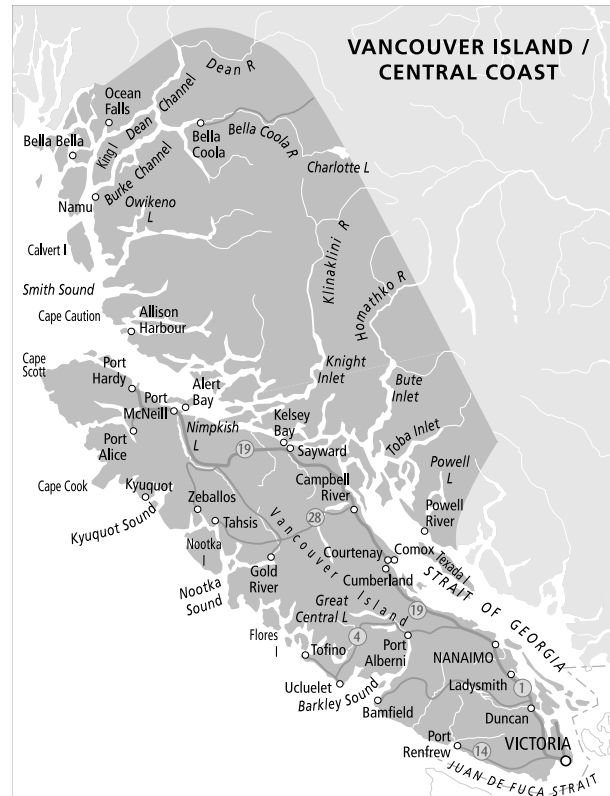 VANCOUVER ISLAND /
CENTRAL COAST
Dean R
Ocean
Falls
Dean Channel
Bella Bella
King I
Bella
Coola
Bella Coola R
Burke Channel
Charlotte L
Namu
Owikeno
L
Calvert I
Klinaklini R
Homathko R
Smith Sound
Cape Caution
Allison
Harbour
Cape
Scott
Port
Hardy
Knight
Inlet
Alert
Bay
Bute
Inlet
Port
McNeill
Nimpkish
L
Kelsey
Bay
Toba Inlet
Port
Alice
19
Sayward
Powell
L
Campbell
River
Cape Cook
Kyuquot
Zeballos
Powell
River
Kyuquot Sound
Tahsis
28
Vancouver Island
Nootka
I
Courtenay
Comox
Texada I
Gold
River
Cumberland
STRAIT OF GEORGIA
Nootka
Sound
Great
Central L
19
Flores
I
4
Tofino
Port
Alberni
NANAIMO
Ladysmith
1
Ucluelet
Barkley Sound
Bamfield
Duncan
Port
Renfrew
14
VICTORIA
JUAN DE FUCA STRAIT